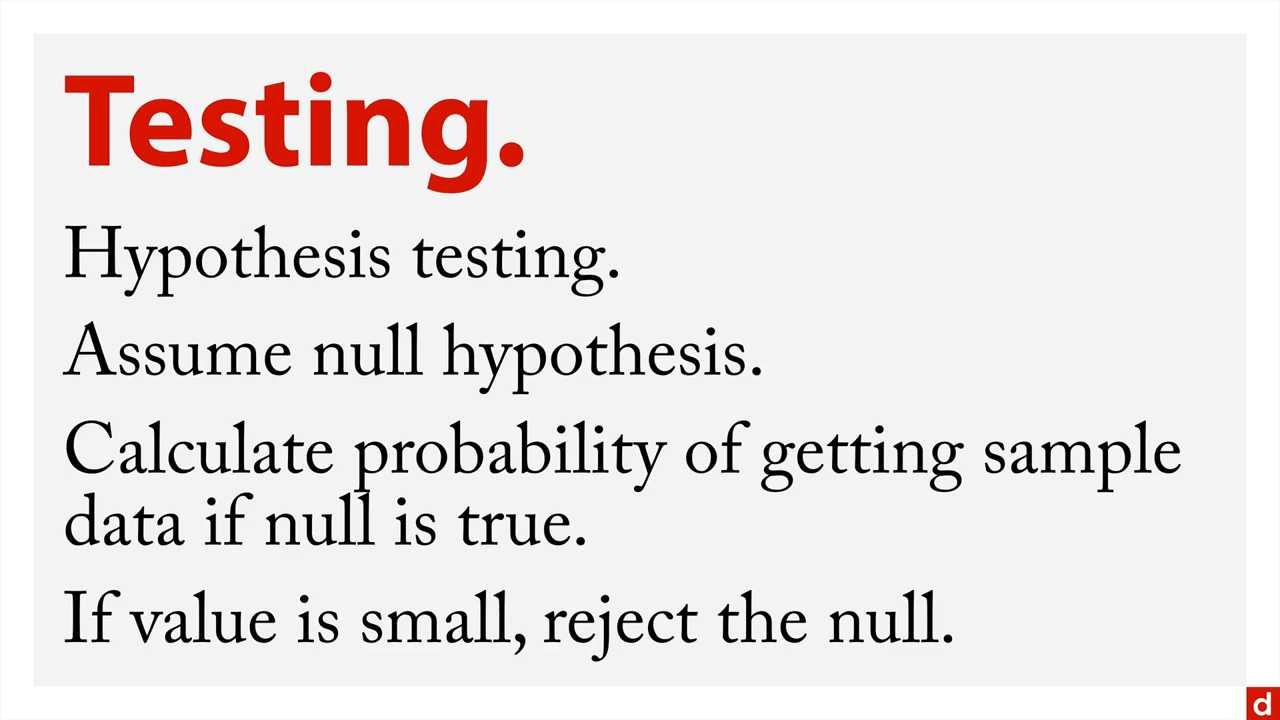 Testing.
Hypothesis testing.
Assume null hypothesis.
Calculate probability of getting sample
data if null is true.
If value is small, reject the null.
d